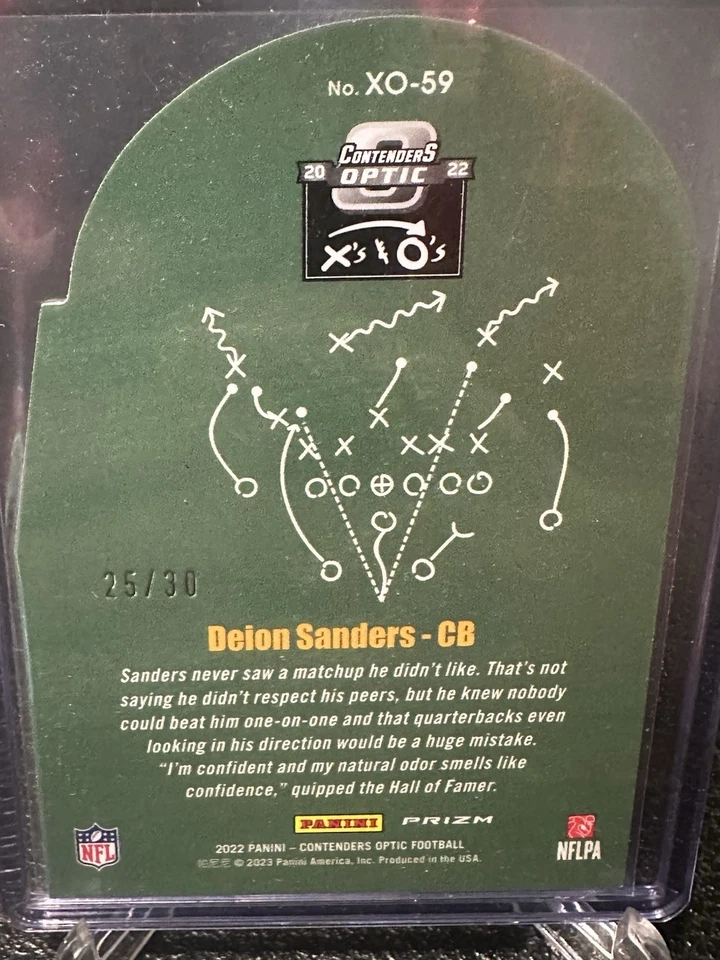 No. XO-59
CONTENDERS
20 OPTIC 22
X's & O's
25/30
Deion Sanders - CB
Sanders never saw a matchup he didn't like. That's not
saying he didn't respect his peers, but he knew nobody
could beat him one-on-one and that quarterbacks even
looking in his direction would be a huge mistake.
"I'm confident and my natural odor smells like
confidence," quipped the Hall of Famer.
PANINI PRIZM
NFL
NFLPA
2022 PANINI – CONTENDERS OPTIC FOOTBALL
© 2023 Panini America, Inc. Produced in the USA.